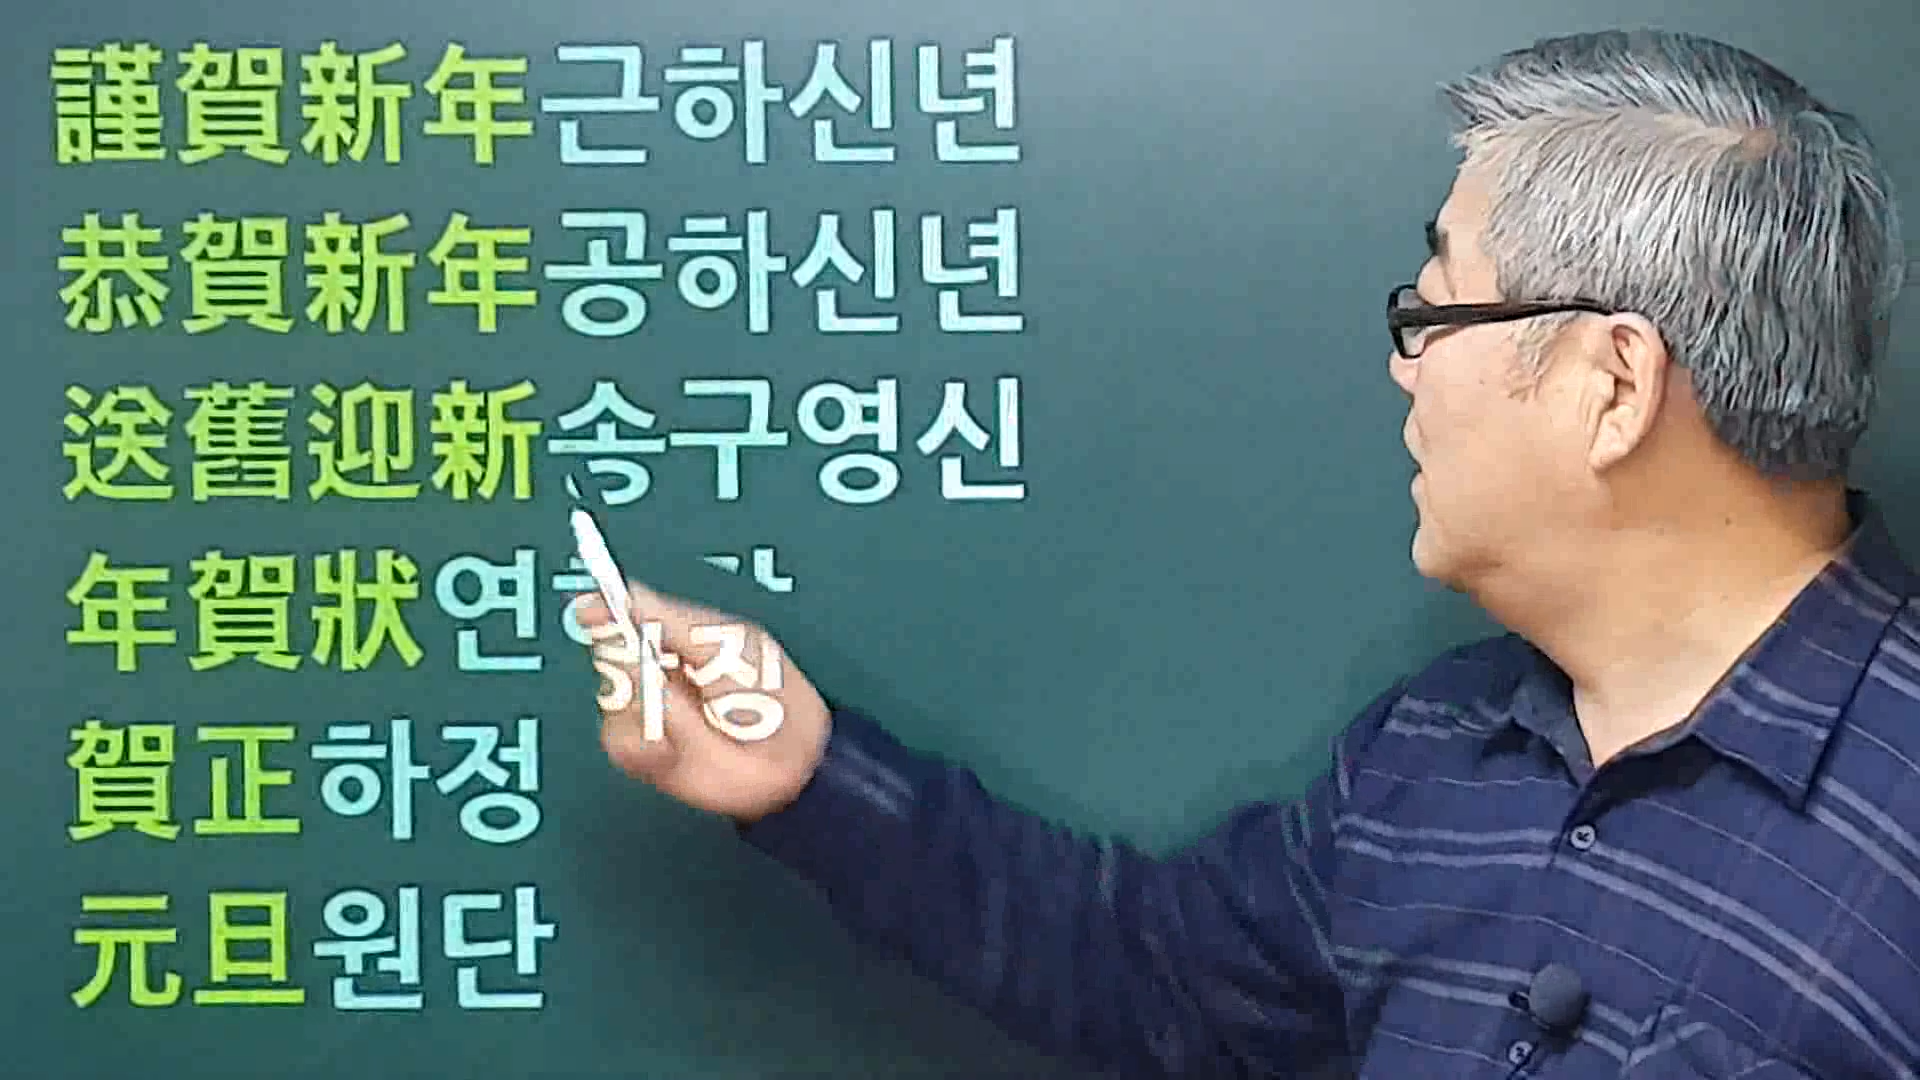 謹賀新年근하신년
恭賀新年공하신년
送舊迎新송구영신
年賀狀연하장
賀正하정
元旦원단